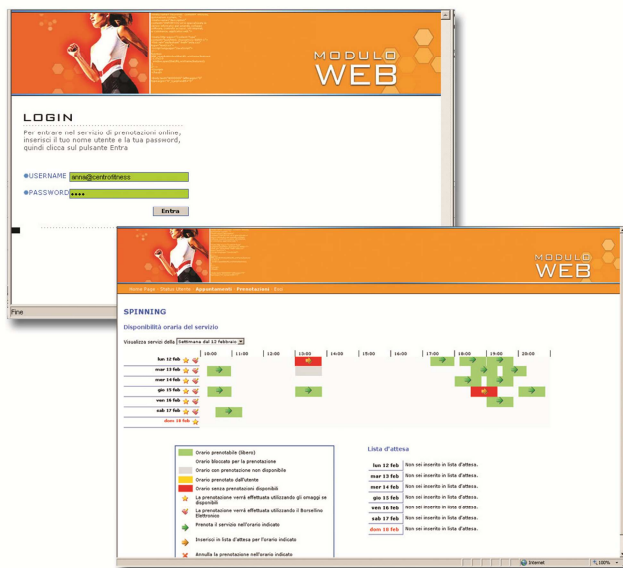 MODULO
WEB
LOGIN
Per entrare nel servizio di prenotazioni online,
inserisci il tuo nome utente e la tua password,
quindi clicca sul pulsante Entra
USERNAME anna@centrofitness
PASSWORD ••••
Entra
Fine
MODULO
WEB
Home Page - Status Utente - Appuntamenti - Prenotazioni - Esci
SPINNING
Disponibilità oraria del servizio
Visualizza servizi della Settimana del 12 febbraio
10:00 11:00 12:00 13:00 14:00 15:00 16:00 17:00 18:00 19:00 20:00
lun 12 feb
mar 13 feb
mer 14 feb
gio 15 feb
ven 16 feb
sab 17 feb
dom 18 feb
Orario prenotabile (libero)
Orario bloccato per la prenotazione
Orario con prenotazione non disponibile
Orario prenotato dall'utente
Orario senza prenotazioni disponibili
La prenotazione verrà effettuata utilizzando gli omaggi se
disponibili
La prenotazione verrà effettuata utilizzando il Borsellino
Elettronico
Prenota il servizio nell'orario indicato
Inserisci in lista d'attesa per l'orario indicato
Annulla la prenotazione nell'orario indicato
Lista d'attesa
lun 12 feb Non sei inserito in lista d'attesa.
mar 13 feb Non sei inserito in lista d'attesa.
mer 14 feb Non sei inserito in lista d'attesa.
gio 15 feb Non sei inserito in lista d'attesa.
ven 16 feb Non sei inserito in lista d'attesa.
sab 17 feb Non sei inserito in lista d'attesa.
dom 18 feb Non sei inserito in lista d'attesa.
Internet
100%